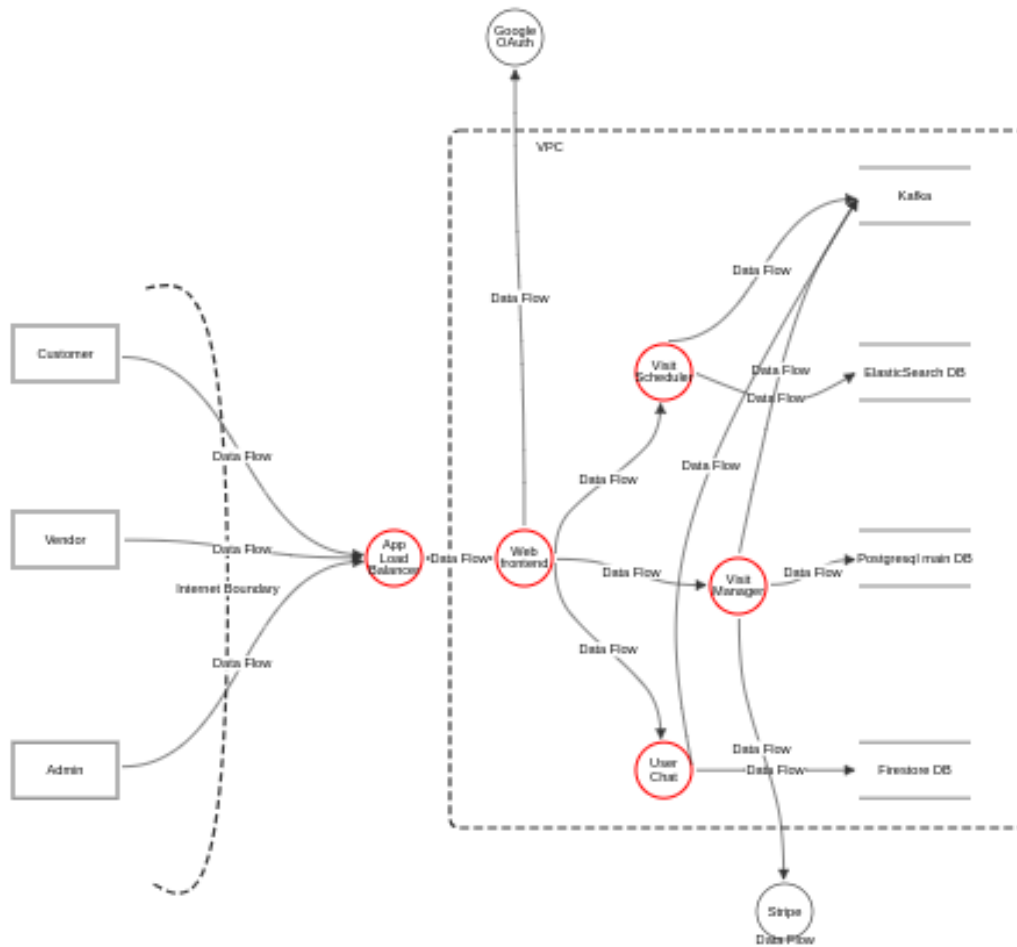 Google
OAuth
VPC
Kafka
Data Flow
Data Flow
Customer
Visit
Scheduler
Data Flow
ElasticSearch DB
Data Flow
Data Flow
Data Flow
Data Flow
Vendor
Data Flow
App
Load
Balancer
Data Flow
Web
frontend
Data Flow
Visit
Manager
Data Flow
Postgresql main DB
Internet Boundary
Data Flow
Data Flow
Admin
User
Chat
Data Flow
Data Flow
Firestore DB
Stripe
Data Flow